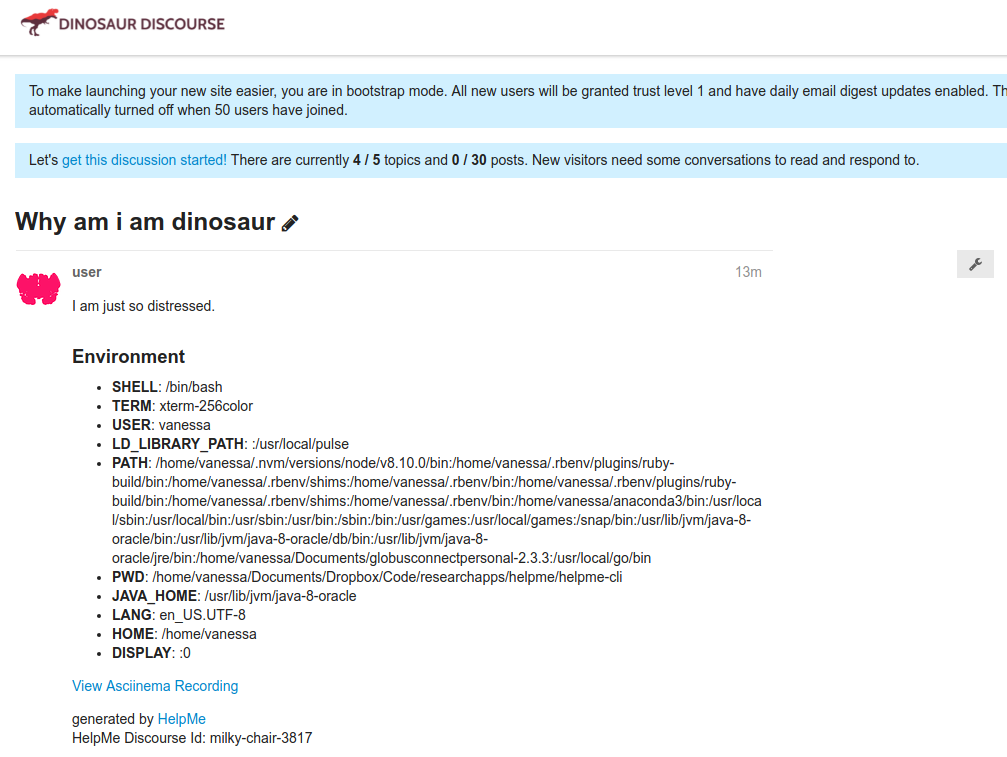 DINOSAUR DISCOURSE
To make launching your new site easier, you are in bootstrap mode. All new users will be granted trust level 1 and have daily email digest updates enabled. Th
automatically turned off when 50 users have joined.
Let's get this discussion started! There are currently 4 / 5 topics and 0 / 30 posts. New visitors need some conversations to read and respond to.
Why am i am dinosaur
user 13m
I am just so distressed.
Environment
• SHELL: /bin/bash
• TERM: xterm-256color
• USER: vanessa
• LD_LIBRARY_PATH: :/usr/local/pulse
• PATH: /home/vanessa/.nvm/versions/node/v8.10.0/bin:/home/vanessa/.rbenv/plugins/ruby-
build/bin:/home/vanessa/.rbenv/shims:/home/vanessa/.rbenv/bin:/home/vanessa/.rbenv/plugins/ruby-
build/bin:/home/vanessa/.rbenv/shims:/home/vanessa/.rbenv/bin:/home/vanessa/anaconda3/bin:/usr/loca
l/sbin:/usr/local/bin:/usr/sbin:/usr/bin:/sbin:/bin:/usr/games:/usr/local/games:/snap/bin:/usr/lib/jvm/java-8-
oracle/bin:/usr/lib/jvm/java-8-oracle/db/bin:/usr/lib/jvm/java-8-
oracle/jre/bin:/home/vanessa/Documents/globusconnectpersonal-2.3.3:/usr/local/go/bin
• PWD: /home/vanessa/Documents/Dropbox/Code/researchapps/helpme/helpme-cli
• JAVA_HOME: /usr/lib/jvm/java-8-oracle
• LANG: en_US.UTF-8
• HOME: /home/vanessa
• DISPLAY: :0
View Asciinema Recording
generated by HelpMe
HelpMe Discourse Id: milky-chair-3817